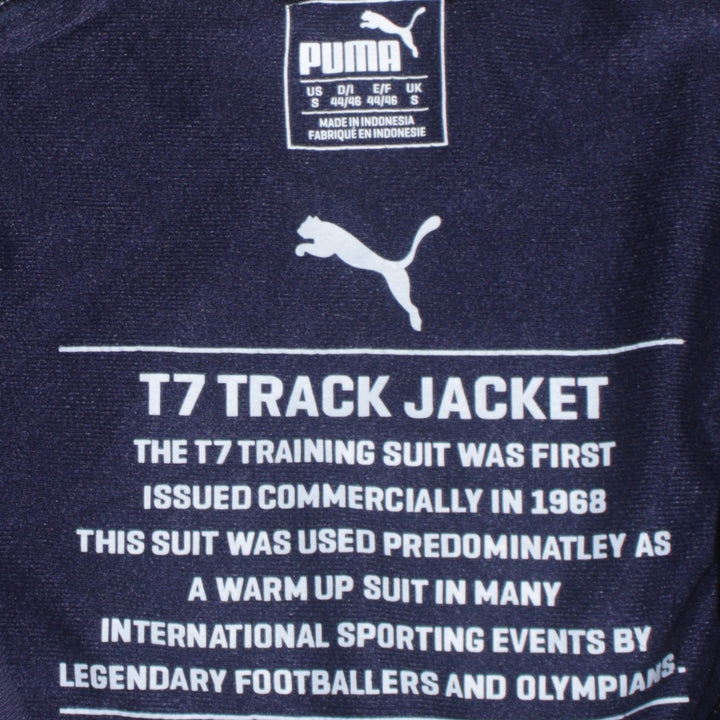 PUMA
US D/I E/F UK
S 44/46 44/46 S
MADE IN INDONESIA
FABRIQUÉ EN INDONESIE
T7 TRACK JACKET
THE T7 TRAINING SUIT WAS FIRST
ISSUED COMMERCIALLY IN 1968
THIS SUIT WAS USED PREDOMINATLEY AS
A WARM UP SUIT IN MANY
INTERNATIONAL SPORTING EVENTS BY
LEGENDARY FOOTBALLERS AND OLYMPIANS.